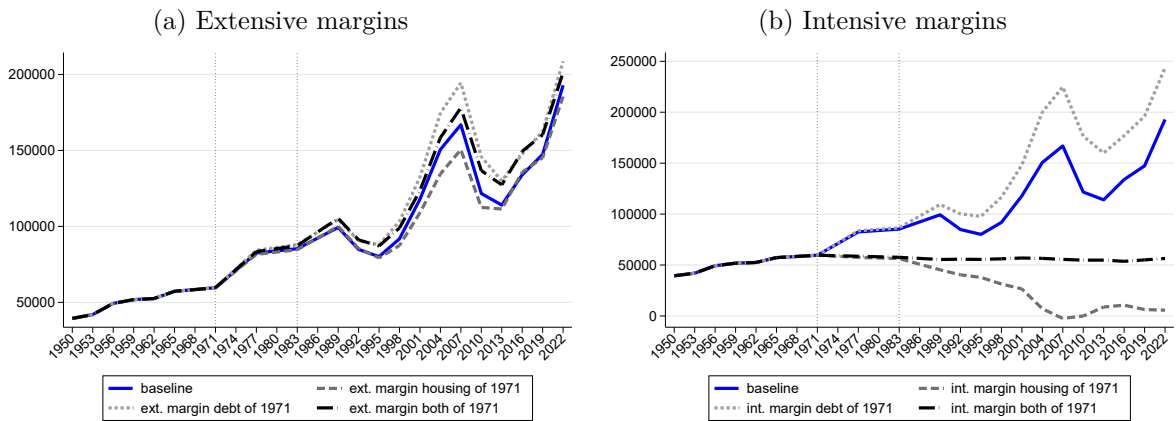 (a) Extensive margins
200000
150000
100000
50000
1950 1953 1956 1959 1962 1965 1968 1971 1974 1977 1980 1983 1986 1989 1992 1995 1998 2001 2004 2007 2010 2013 2016 2019 2022
baseline ext. margin housing of 1971
ext. margin debt of 1971 ext. margin both of 1971
(b) Intensive margins
250000
200000
150000
100000
50000
0
1950 1953 1956 1959 1962 1965 1968 1971 1974 1977 1980 1983 1986 1989 1992 1995 1998 2001 2004 2007 2010 2013 2016 2019 2022
baseline int. margin housing of 1971
int. margin debt of 1971 int. margin both of 1971